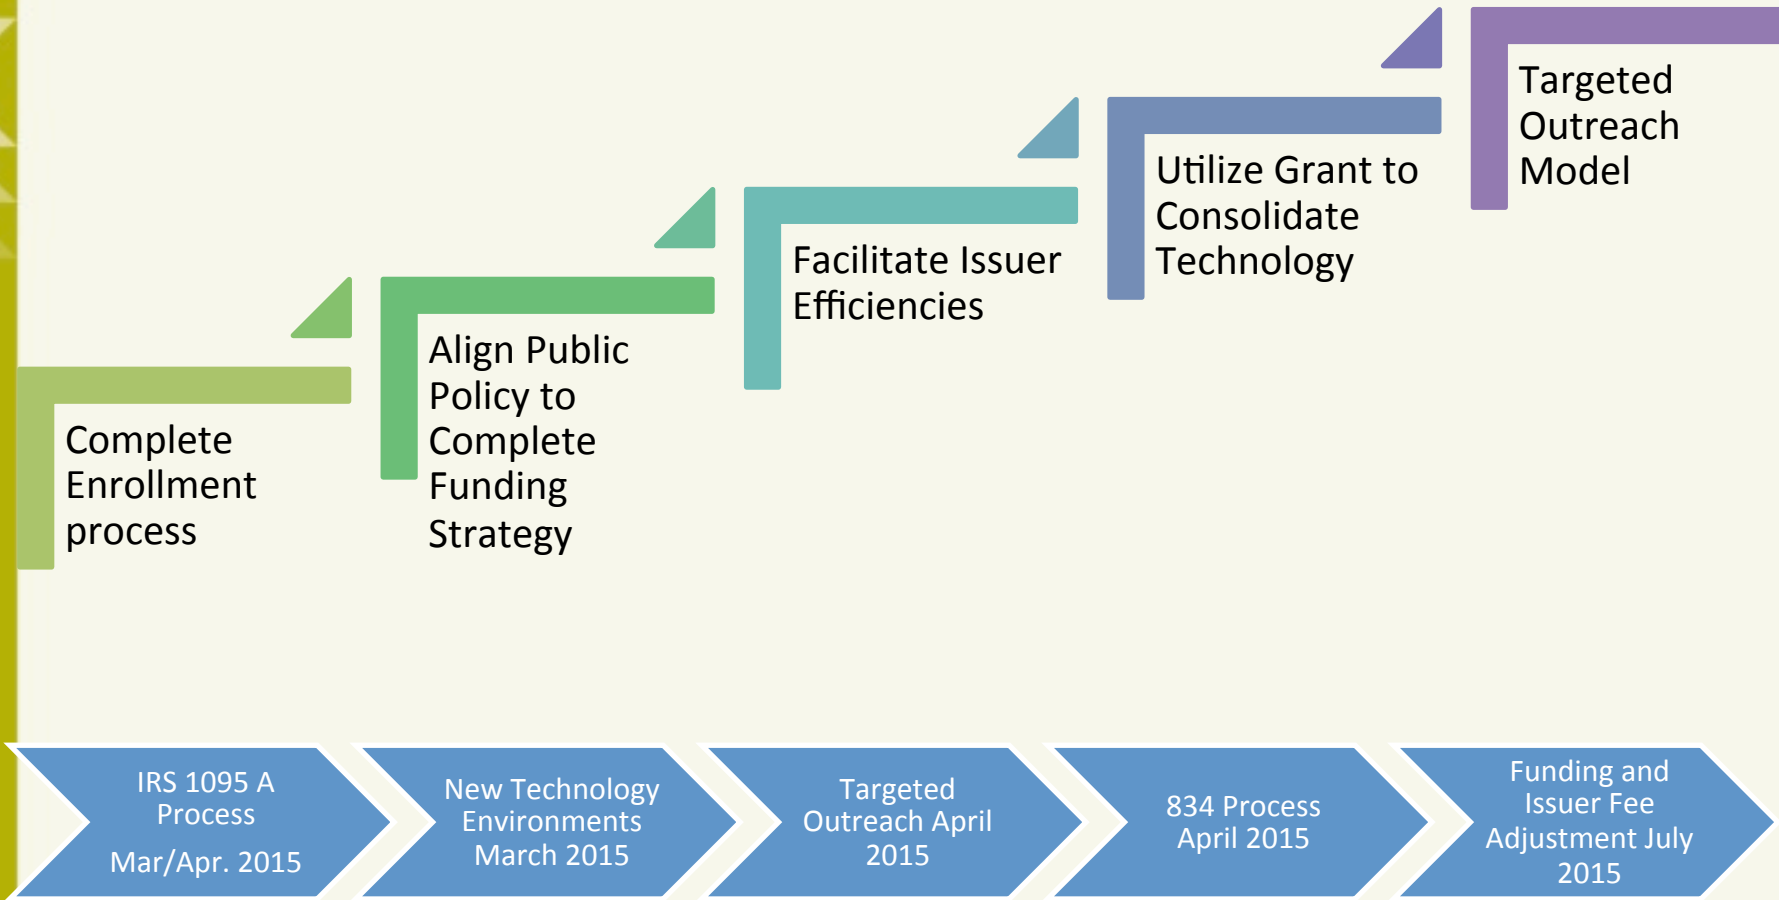 Complete
Enrollment
process
Align Public
Policy to
Complete
Funding
Strategy
Facilitate Issuer
Efficiencies
Utilize Grant to
Consolidate
Technology
Targeted
Outreach
Model
IRS 1095 A
Process
Mar/Apr. 2015
New Technology
Environments
March 2015
Targeted
Outreach April
2015
834 Process
April 2015
Funding and
Issuer Fee
Adjustment July
2015